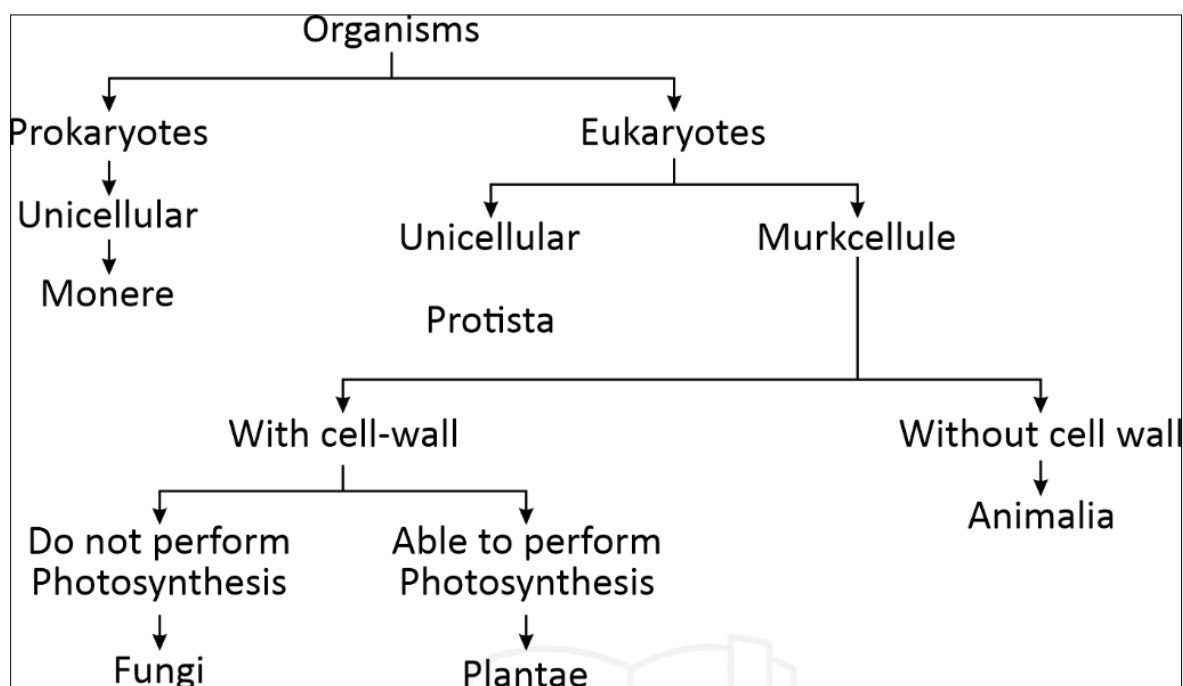 Organisms
Prokaryotes
Eukaryotes
Unicellular
Unicellular
Murkcellule
Monere
Protista
With cell-wall
Without cell wall
Animalia
Do not perform
Photosynthesis
Able to perform
Photosynthesis
Fungi
Plantae